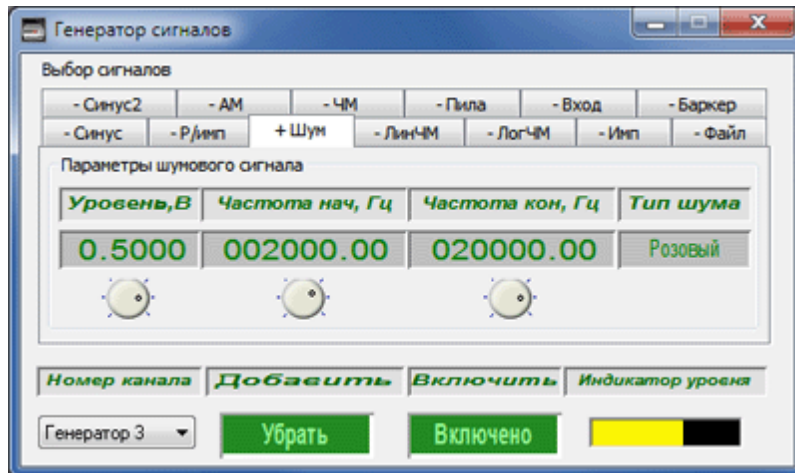 Генератор сигналов
Выбор сигналов
- Синус2 - АМ - ЧМ - Пила - Вход - Баркер
- Синус - Р/имп + Шум - ЛинЧМ - ЛогЧМ - Имп - Файл
Параметры шумового сигнала
Уровень,В Частота нач, Гц Частота кон, Гц Тип шума
0.5000 002000.00 020000.00 Розовый
Номер канала Добавить Включить Индикатор уровня
Генератор 3 Убрать Включено